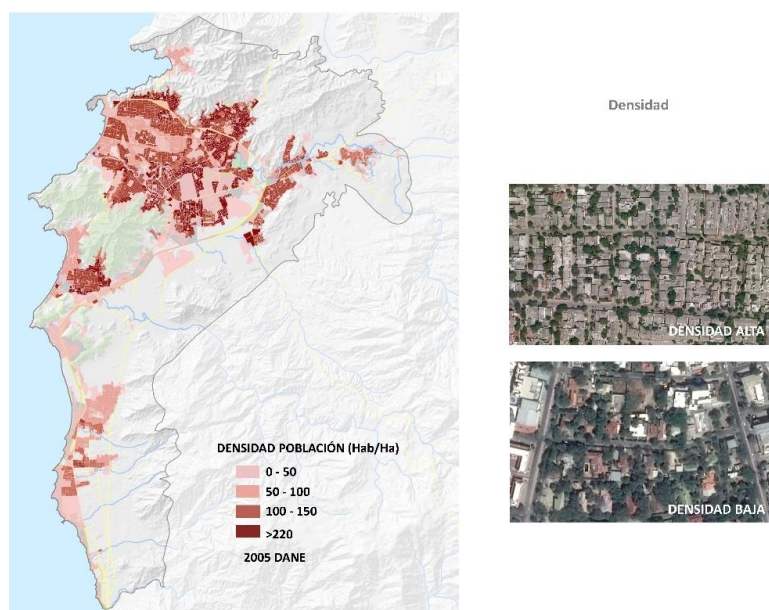 Densidad
DENSIDAD ALTA
DENSIDAD BAJA
DENSIDAD POBLACIÓN (Hab/Ha)
0 - 50
50 - 100
100 - 150
>220
2005 DANE